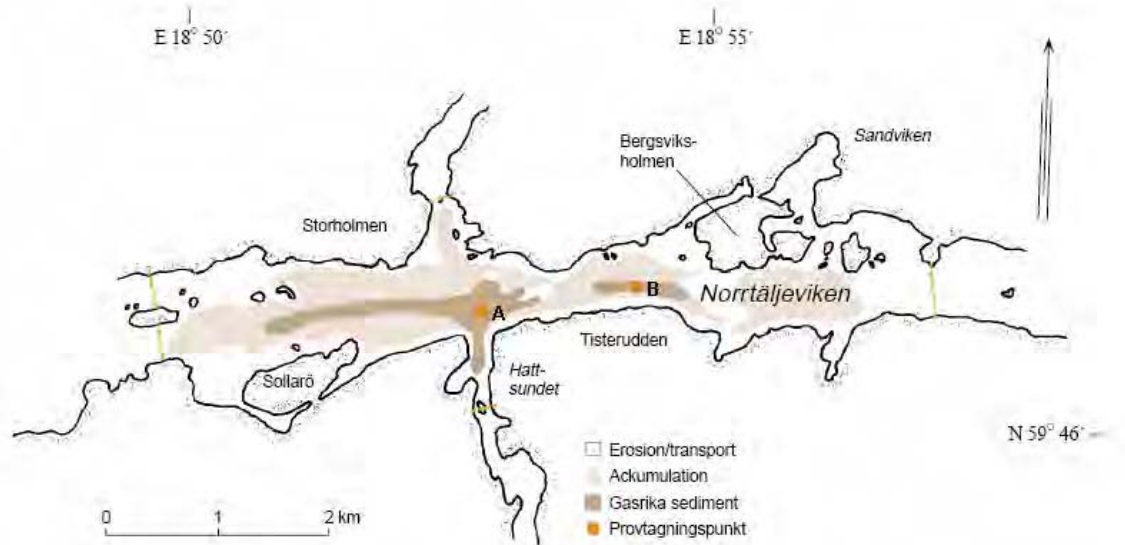 E 18° 50´
E 18° 55´
Bergsviks-
holmen
Sandviken
Storholmen
B
Norrtäljeviken
A
Tisterudden
Sollarö
Hatt-
sundet
N 59° 46´
Erosion/transport
Ackumulation
Gasrika sediment
Provtagningspunkt
0 1 2 km